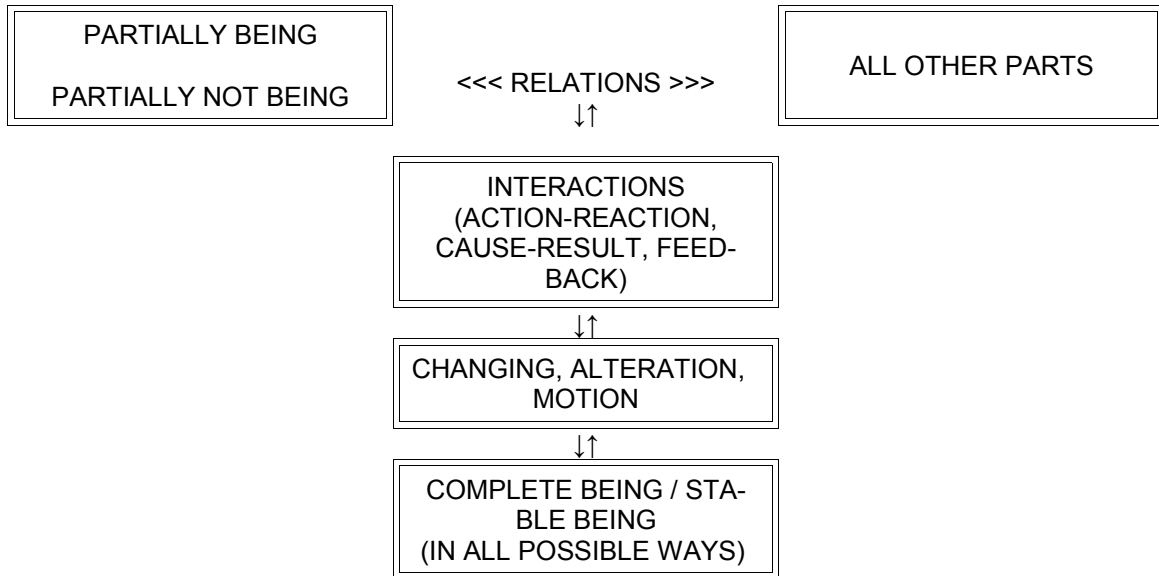 PARTIALLY BEING
PARTIALLY NOT BEING
<<< RELATIONS >>>
↓↑
ALL OTHER PARTS
INTERACTIONS
(ACTION-REACTION,
CAUSE-RESULT, FEED-
BACK)
↓↑
CHANGING, ALTERATION,
MOTION
↓↑
COMPLETE BEING / STA-
BLE BEING
(IN ALL POSSIBLE WAYS)